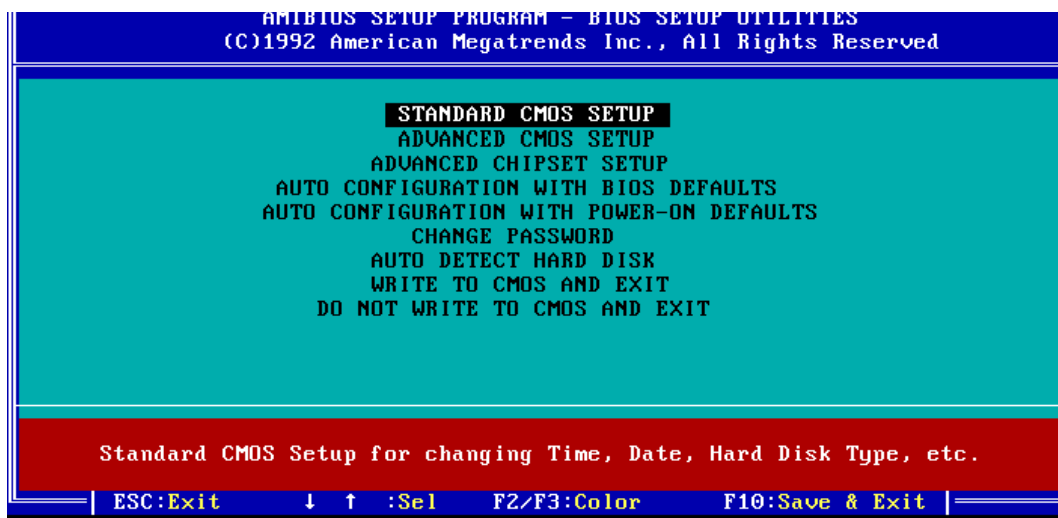 AMIBIOS SETUP PROGRAM - BIOS SETUP UTILITIES
(C)1992 American Megatrends Inc., All Rights Reserved
STANDARD CMOS SETUP
ADVANCED CMOS SETUP
ADVANCED CHIPSET SETUP
AUTO CONFIGURATION WITH BIOS DEFAULTS
AUTO CONFIGURATION WITH POWER-ON DEFAULTS
CHANGE PASSWORD
AUTO DETECT HARD DISK
WRITE TO CMOS AND EXIT
DO NOT WRITE TO CMOS AND EXIT
Standard CMOS Setup for changing Time, Date, Hard Disk Type, etc.
ESC:Exit ↓ ↑ :Sel F2/F3:Color F10:Save & Exit